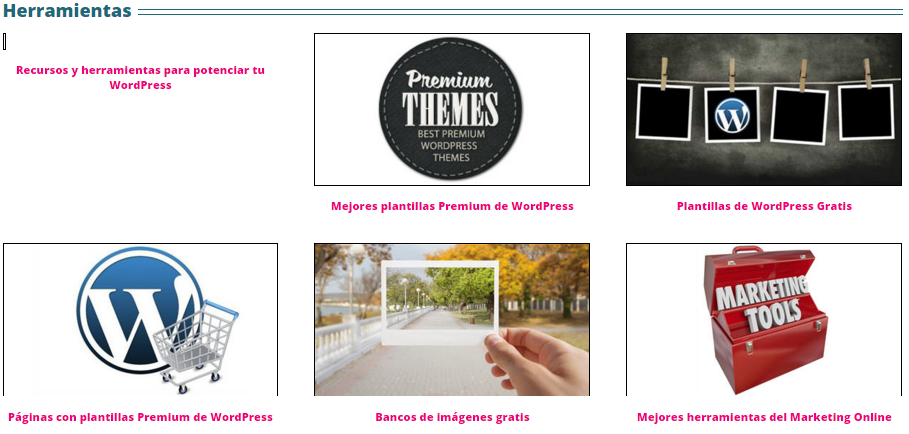 Herramientas
Recursos y herramientas para potenciar tu
WordPress
Premium
THEMES
BEST PREMIUM
WORDPRESS
THEMES
Mejores plantillas Premium de WordPress
W
Plantillas de WordPress Gratis
W
Páginas con plantillas Premium de WordPress
Bancos de imágenes gratis
MARKETING
TOOLS
Mejores herramientas del Marketing Online